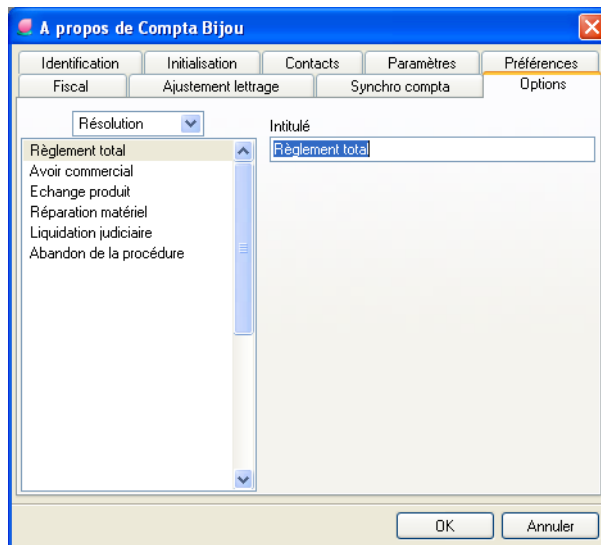 A propos de Compta Bijou
Identification Initialisation Contacts Paramètres Préférences
Fiscal Ajustement lettrage Synchro compta Options
Résolution
Intitulé
Règlement total
Règlement total
Avoir commercial
Echange produit
Réparation matériel
Liquidation judiciaire
Abandon de la procédure
OK Annuler